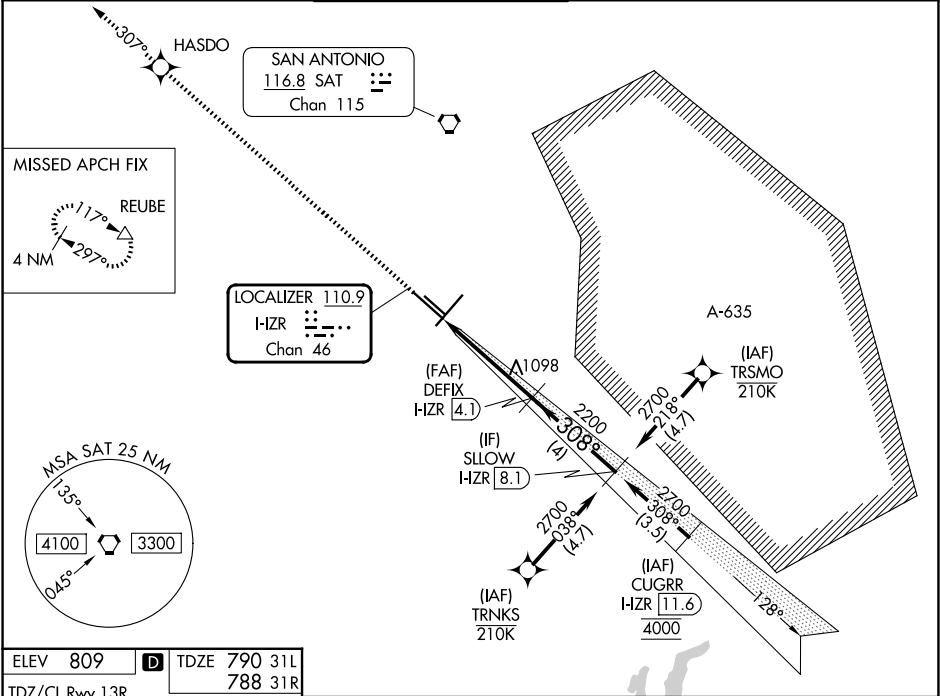 307°
HASDO
SAN ANTONIO
116.8 SAT
Chan 115
MISSED APCH FIX
117°
REUBE
4 NM
297°
LOCALIZER 110.9
I-IZR
Chan 46
A-635
1098
(FAF)
DEFIX
I-IZR 4.1
(IAF)
TRSMO
210K
2700
218°
(4.7)
2200
308°
(4)
(IF)
SLLOW
I-IZR 8.1
2700
308°
(3.5)
2700
038°
(4.7)
(IAF)
TRNKS
210K
(IAF)
CUGRR
I-IZR 11.6
4000
128°
MSA SAT 25 NM
135°
4100
3300
045°
ELEV 809
D
TDZE 790 31L
788 31R
TDZ/CL Rwy 13R